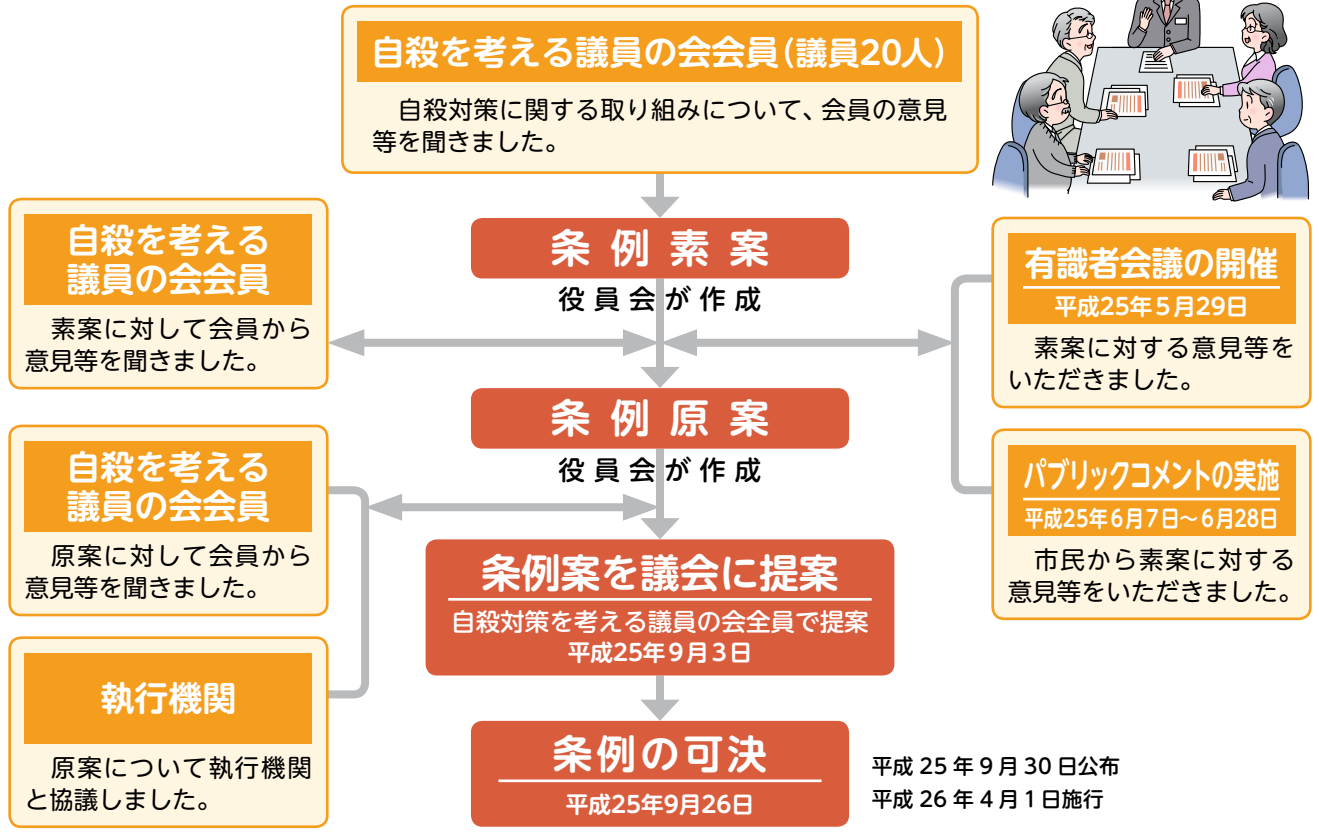 自殺を考える議員の会会員(議員20人)
自殺対策に関する取り組みについて、会員の意見
等を聞きました。
条例素案
役員会が作成
自殺を考える
議員の会会員
素案に対して会員から
意見等を聞きました。
有識者会議の開催
平成25年5月29日
素案に対する意見等を
いただきました。
条例原案
役員会が作成
パブリックコメントの実施
平成25年6月7日～6月28日
市民から素案に対する
意見等をいただきました。
自殺を考える
議員の会会員
原案に対して会員から
意見等を聞きました。
執行機関
原案について執行機関
と協議しました。
条例案を議会に提案
自殺対策を考える議員の会全員で提案
平成25年9月3日
条例の可決
平成25年9月26日
平成 25 年 9 月 30 日公布
平成 26 年 4 月 1 日施行